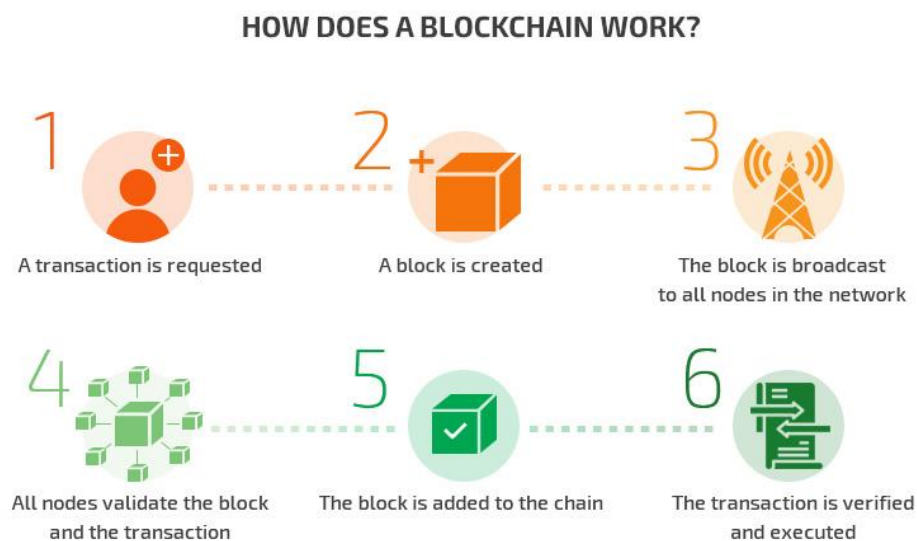 HOW DOES A BLOCKCHAIN WORK?
1
A transaction is requested
2
A block is created
3
The block is broadcast
to all nodes in the network
4
All nodes validate the block
and the transaction
5
The block is added to the chain
6
The transaction is verified
and executed